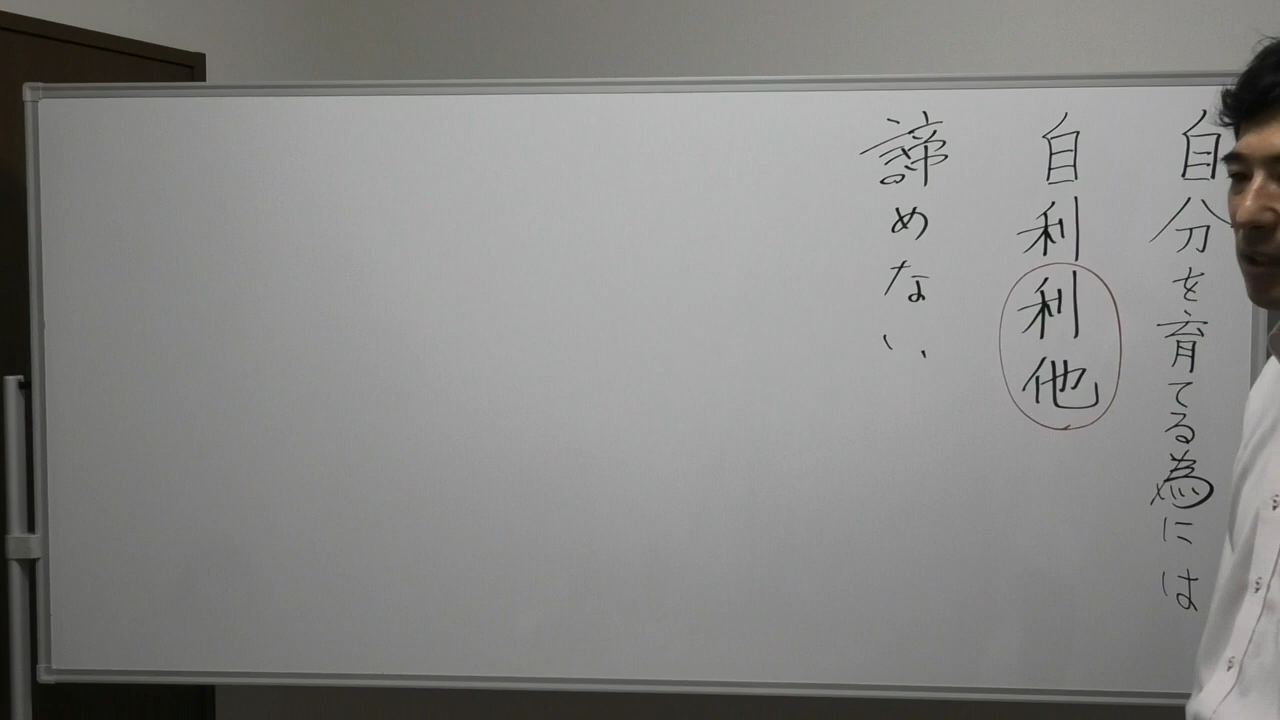 自分を育てる為には
自利利他
諦めない